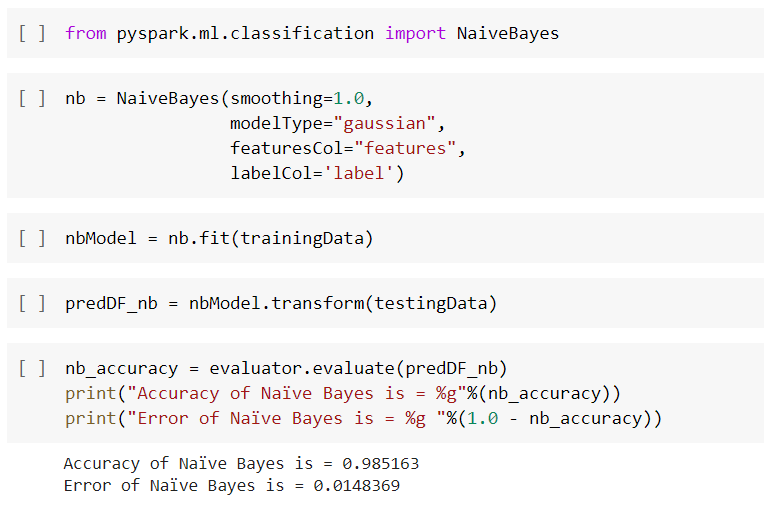 [ ] from pyspark.ml.classification import NaiveBayes
[ ] nb = NaiveBayes(smoothing=1.0,
modelType="gaussian",
featuresCol="features",
labelCol='label')
[ ] nbModel = nb.fit(trainingData)
[ ] predDF_nb = nbModel.transform(testingData)
[ ] nb_accuracy = evaluator.evaluate(predDF_nb)
print("Accuracy of Naïve Bayes is = %g"%(nb_accuracy))
print("Error of Naïve Bayes is = %g "%(1.0 - nb_accuracy))
Accuracy of Naïve Bayes is = 0.985163
Error of Naïve Bayes is = 0.0148369